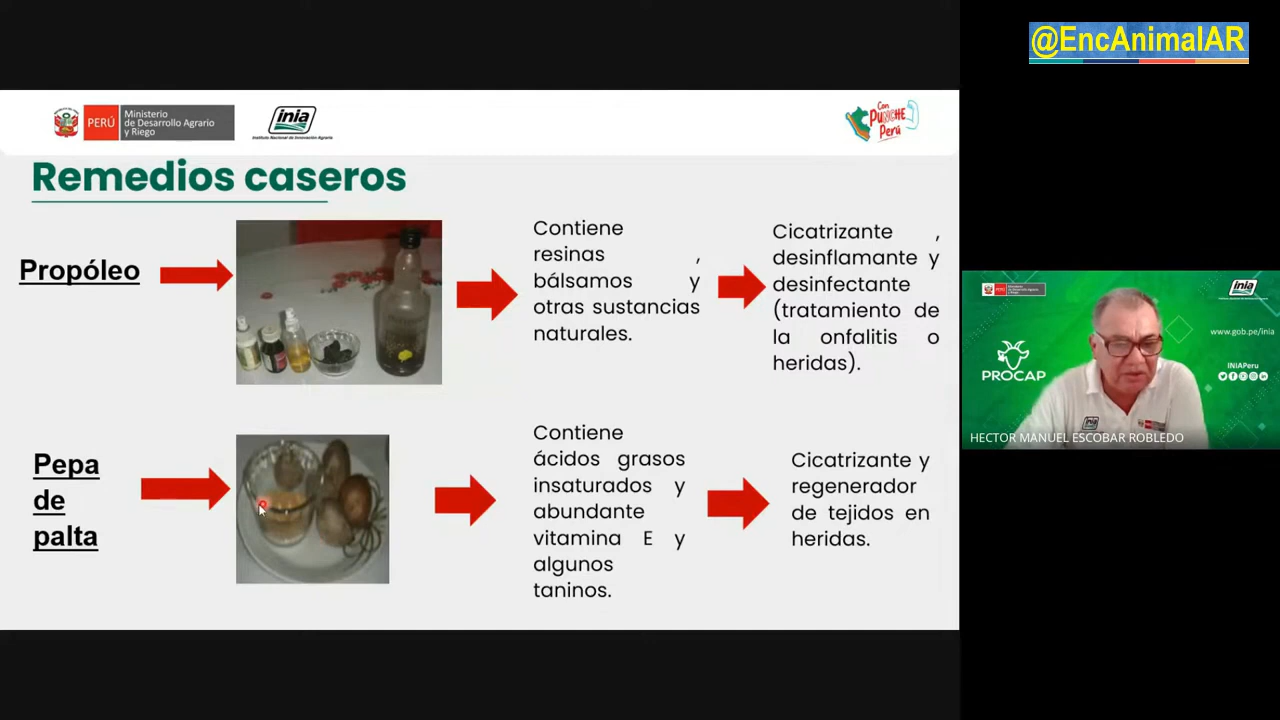 @EncAnimalAR
PERÚ
Ministerio
de Desarrollo Agrario
y Riego
inia
Instituto Nacional de Innovación Agraria
Con
PUNCHE
Perú
Remedios caseros
Propóleo
Contiene
resinas ,
bálsamos y
otras sustancias
naturales.
Cicatrizante ,
desinflamante y
desinfectante
(tratamiento de
la onfalitis o
heridas).
Pepa
de
palta
Contiene
ácidos grasos
insaturados y
abundante
vitamina E y
algunos
taninos.
Cicatrizante y
regenerador
de tejidos en
heridas.
inia
www.gob.pe/inia
PROCAP
INIAPeru
HECTOR MANUEL ESCOBAR ROBLEDO